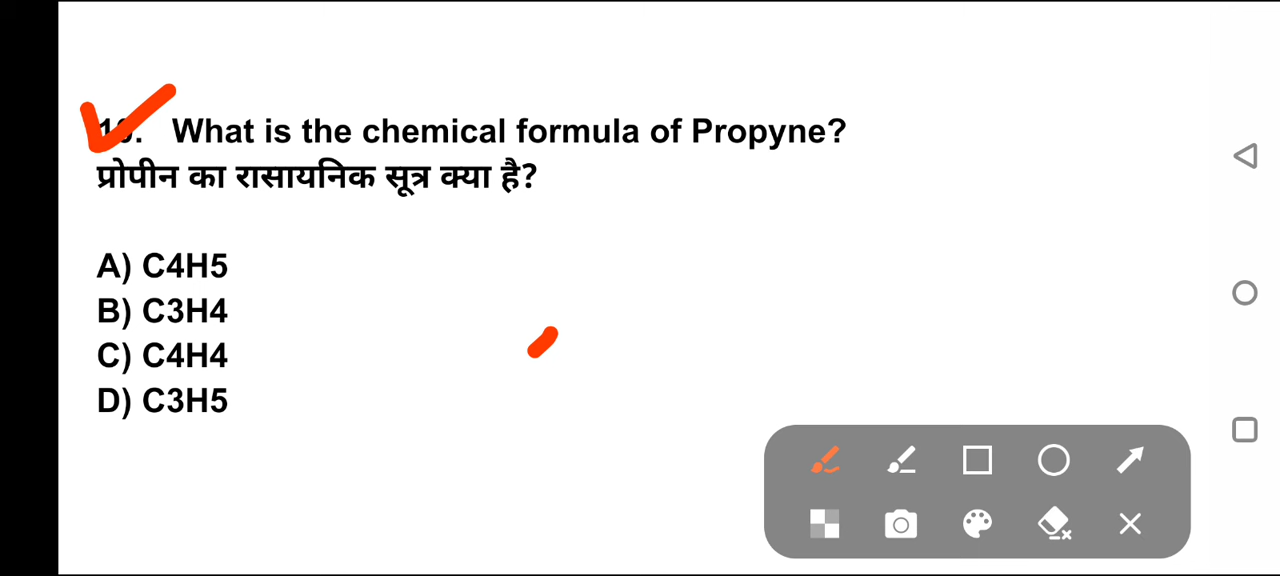 What is the chemical formula of Propyne?
प्रोपीन का रासायनिक सूत्र क्या है?
A) C4H5
B) C3H4
C) C4H4
D) C3H5